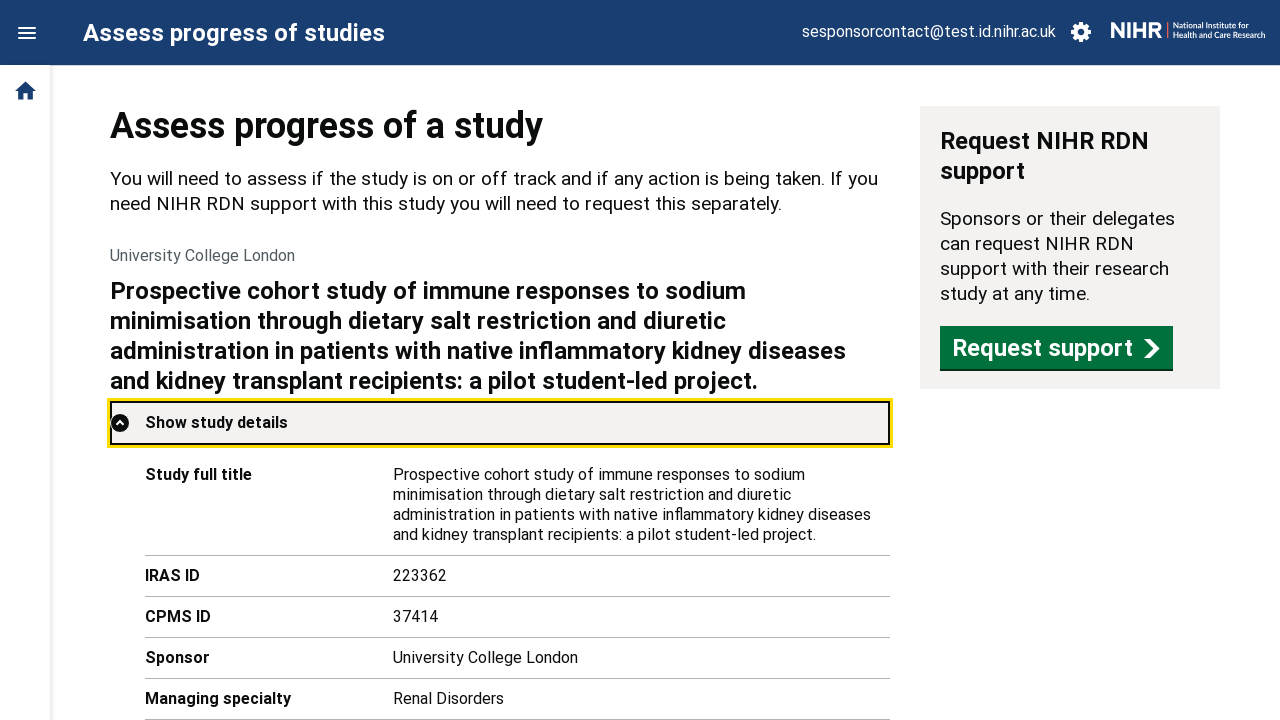 Assess progress of studies
sesponsorcontact@test.id.nihr.ac.uk
NIHR | National Institute for
Health and Care Research
Assess progress of a study
You will need to assess if the study is on or off track and if any action is being taken. If you
need NIHR RDN support with this study you will need to request this separately.
University College London
Prospective cohort study of immune responses to sodium
minimisation through dietary salt restriction and diuretic
administration in patients with native inflammatory kidney diseases
and kidney transplant recipients: a pilot student-led project.
Show study details
Study full title
Prospective cohort study of immune responses to sodium
minimisation through dietary salt restriction and diuretic
administration in patients with native inflammatory kidney diseases
and kidney transplant recipients: a pilot student-led project.
IRAS ID
223362
CPMS ID
37414
Sponsor
University College London
Managing specialty
Renal Disorders
Request NIHR RDN
support
Sponsors or their delegates
can request NIHR RDN
support with their research
study at any time.
Request support